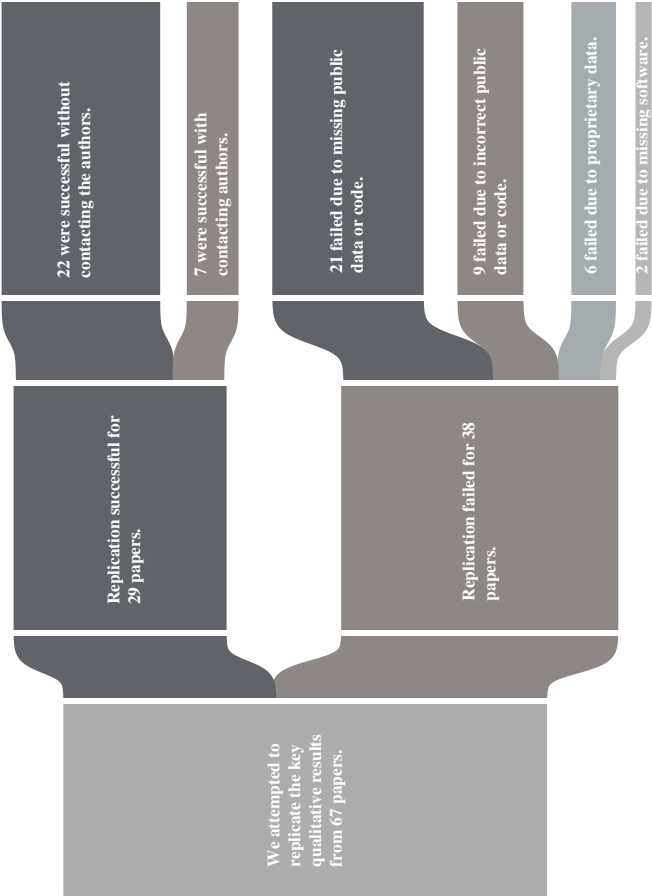 We attempted to
replicate the key
qualitative results
from 67 papers.
Replication successful for
29 papers.
Replication failed for 38
papers.
22 were successful without
contacting the authors.
7 were successful with
contacting authors.
21 failed due to missing public
data or code.
9 failed due to incorrect public
data or code.
6 failed due to proprietary data.
2 failed due to missing software.